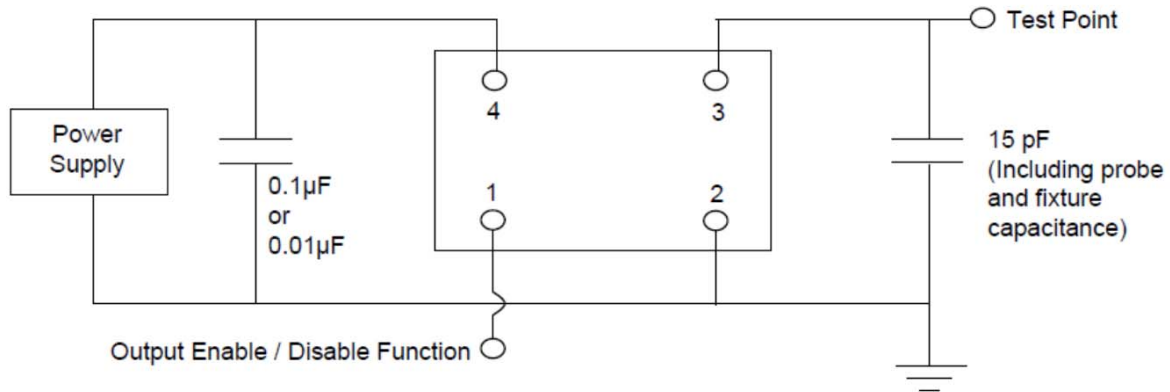 Test Point
4
3
Power
Supply
15 pF
(Including probe
and fixture
capacitance)
0.1µF
or
0.01µF
1
2
Output Enable / Disable Function